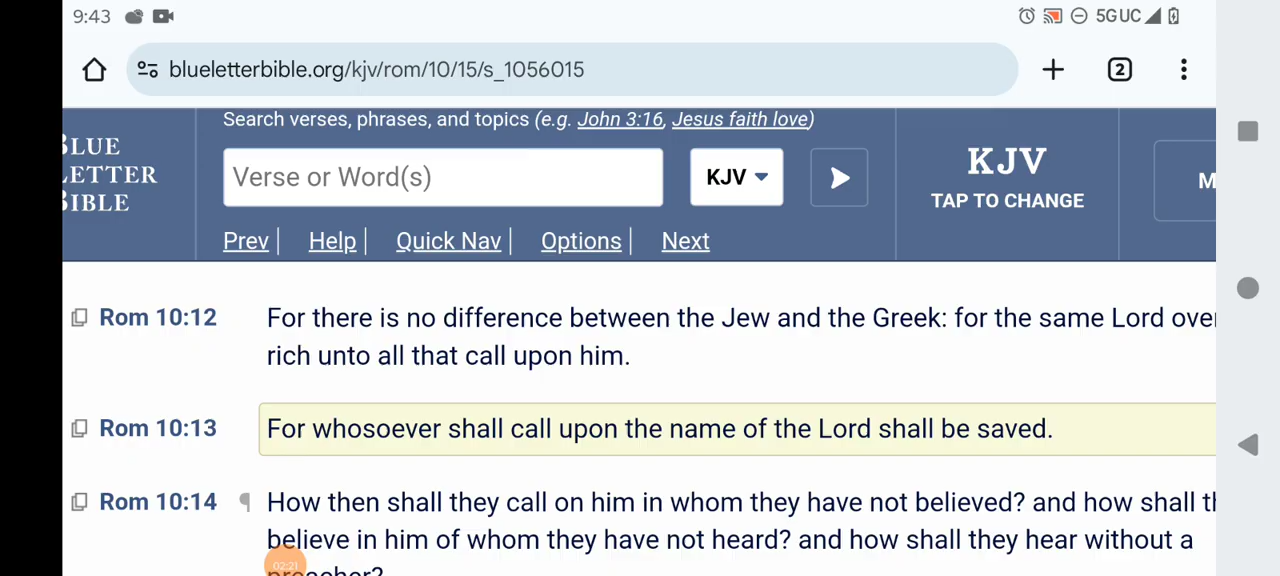 9:43 5G UC
blueletterbible.org/kjv/rom/10/15/s_1056015 2
Search verses, phrases, and topics (e.g. John 3:16, Jesus faith love)
LUE
ETTER
IBLE
Verse or Word(s) KJV
KJV
TAP TO CHANGE
M
Prev | Help | Quick Nav | Options | Next
Rom 10:12 For there is no difference between the Jew and the Greek: for the same Lord over
rich unto all that call upon him.
Rom 10:13 For whosoever shall call upon the name of the Lord shall be saved.
Rom 10:14 ¶ How then shall they call on him in whom they have not believed? and how shall th
believe in him of whom they have not heard? and how shall they hear without a
preacher?
02:21